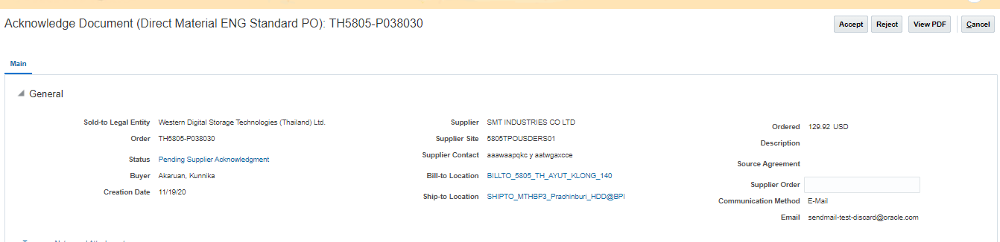 Acknowledge Document (Direct Material ENG Standard PO): TH5805-P038030
Accept Reject View PDF Cancel
Main
General
Sold-to Legal Entity Western Digital Storage Technologies (Thailand) Ltd.
Order TH5805-P038030
Status Pending Supplier Acknowledgment
Buyer Akaruan, Kunnika
Creation Date 11/19/20
Supplier SMT INDUSTRIES CO LTD
Supplier Site 5805TPOUSDERS01
Supplier Contact aaawaapqkc y aatwgaxcce
Bill-to Location BILLTO_5805_TH_AYUT_KLONG_140
Ship-to Location SHIPTO_MTHBP3_Prachinburi_HDD@BPI
Ordered 129.92 USD
Description
Source Agreement
Supplier Order
Communication Method E-Mail
Email sendmail-test-discard@oracle.com